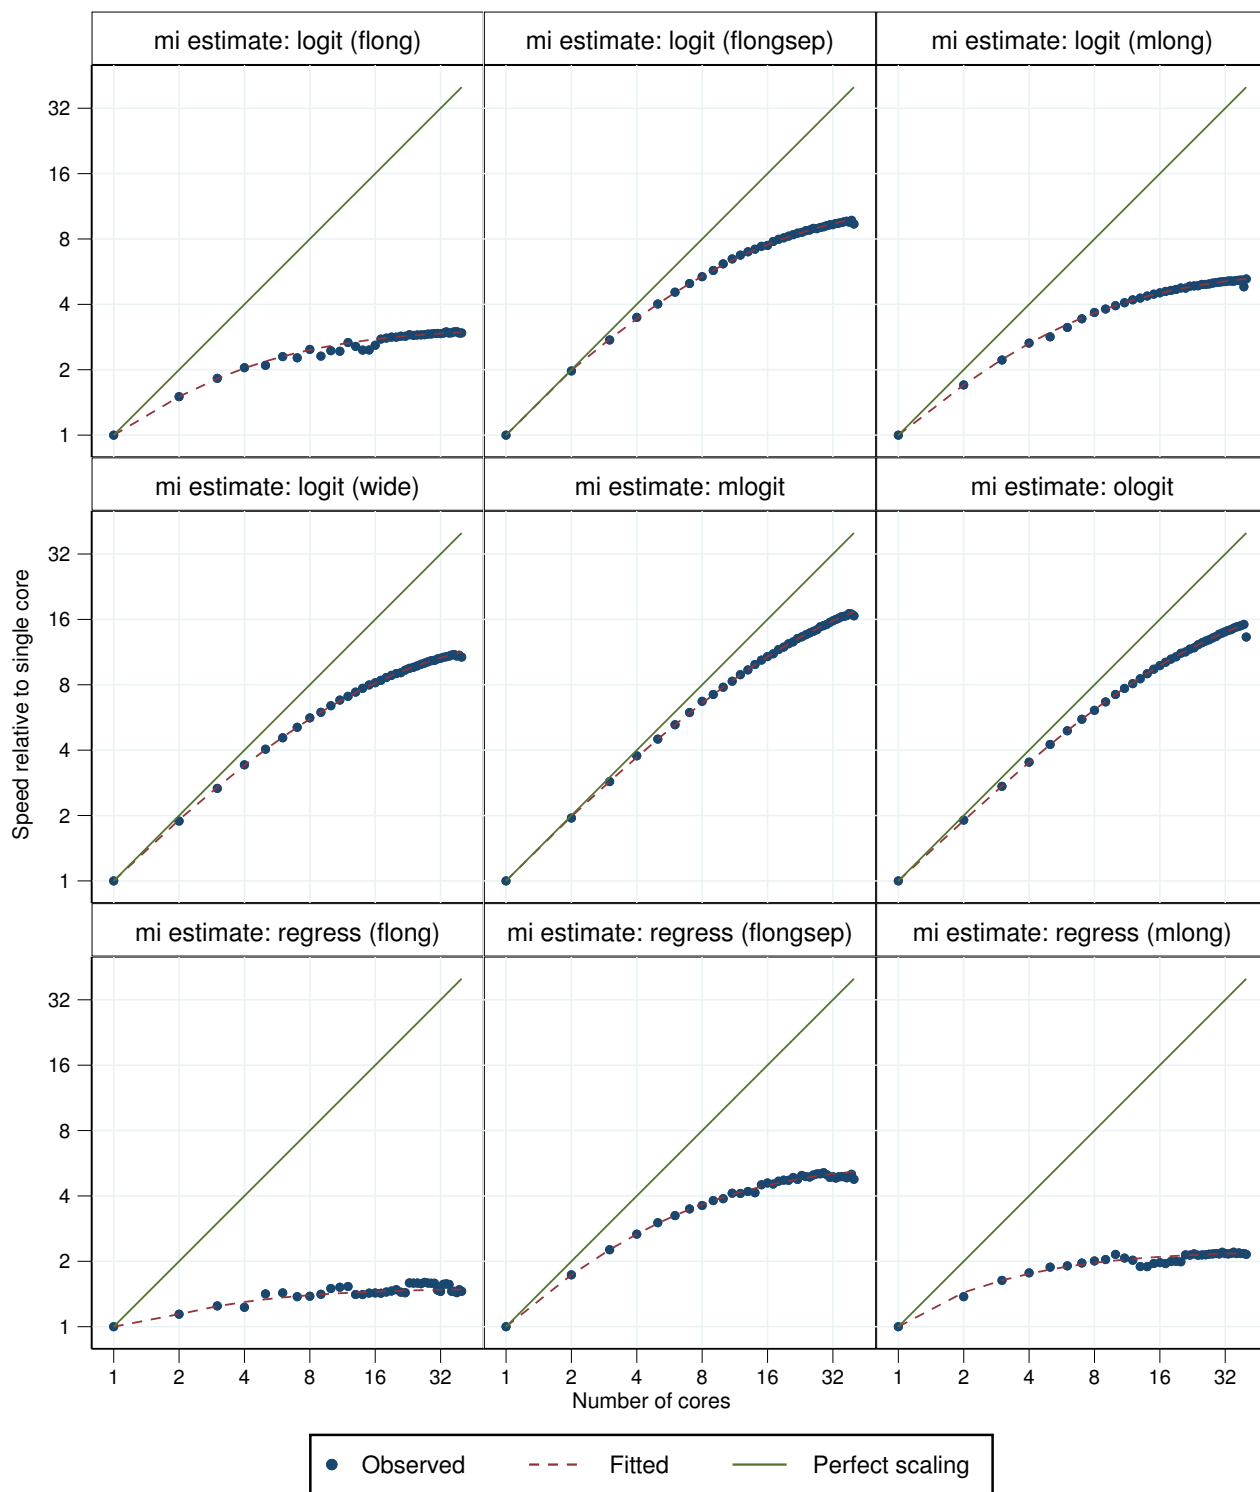 mi estimate: logit (flong)
mi estimate: logit (flongsep)
mi estimate: logit (mlong)
32
16
8
4
2
1
mi estimate: logit (wide)
mi estimate: mlogit
mi estimate: ologit
32
16
8
4
2
1
Speed relative to single core
mi estimate: regress (flong)
mi estimate: regress (flongsep)
mi estimate: regress (mlong)
32
16
8
4
2
1
1 2 4 8 16 32
1 2 4 8 16 32
1 2 4 8 16 32
Number of cores
Observed
Fitted
Perfect scaling